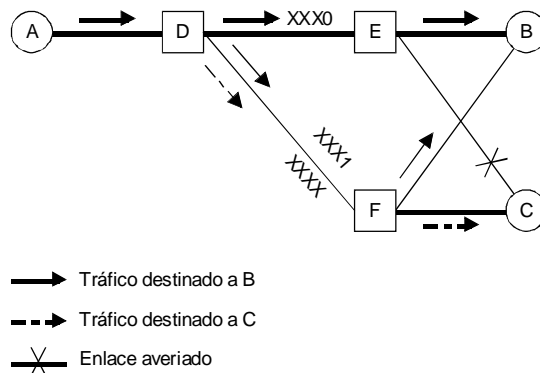 XXX0
A
D
E
B
XXX1
XXXX
F
C
Tráfico destinado a B
Tráfico destinado a C
Enlace averiado